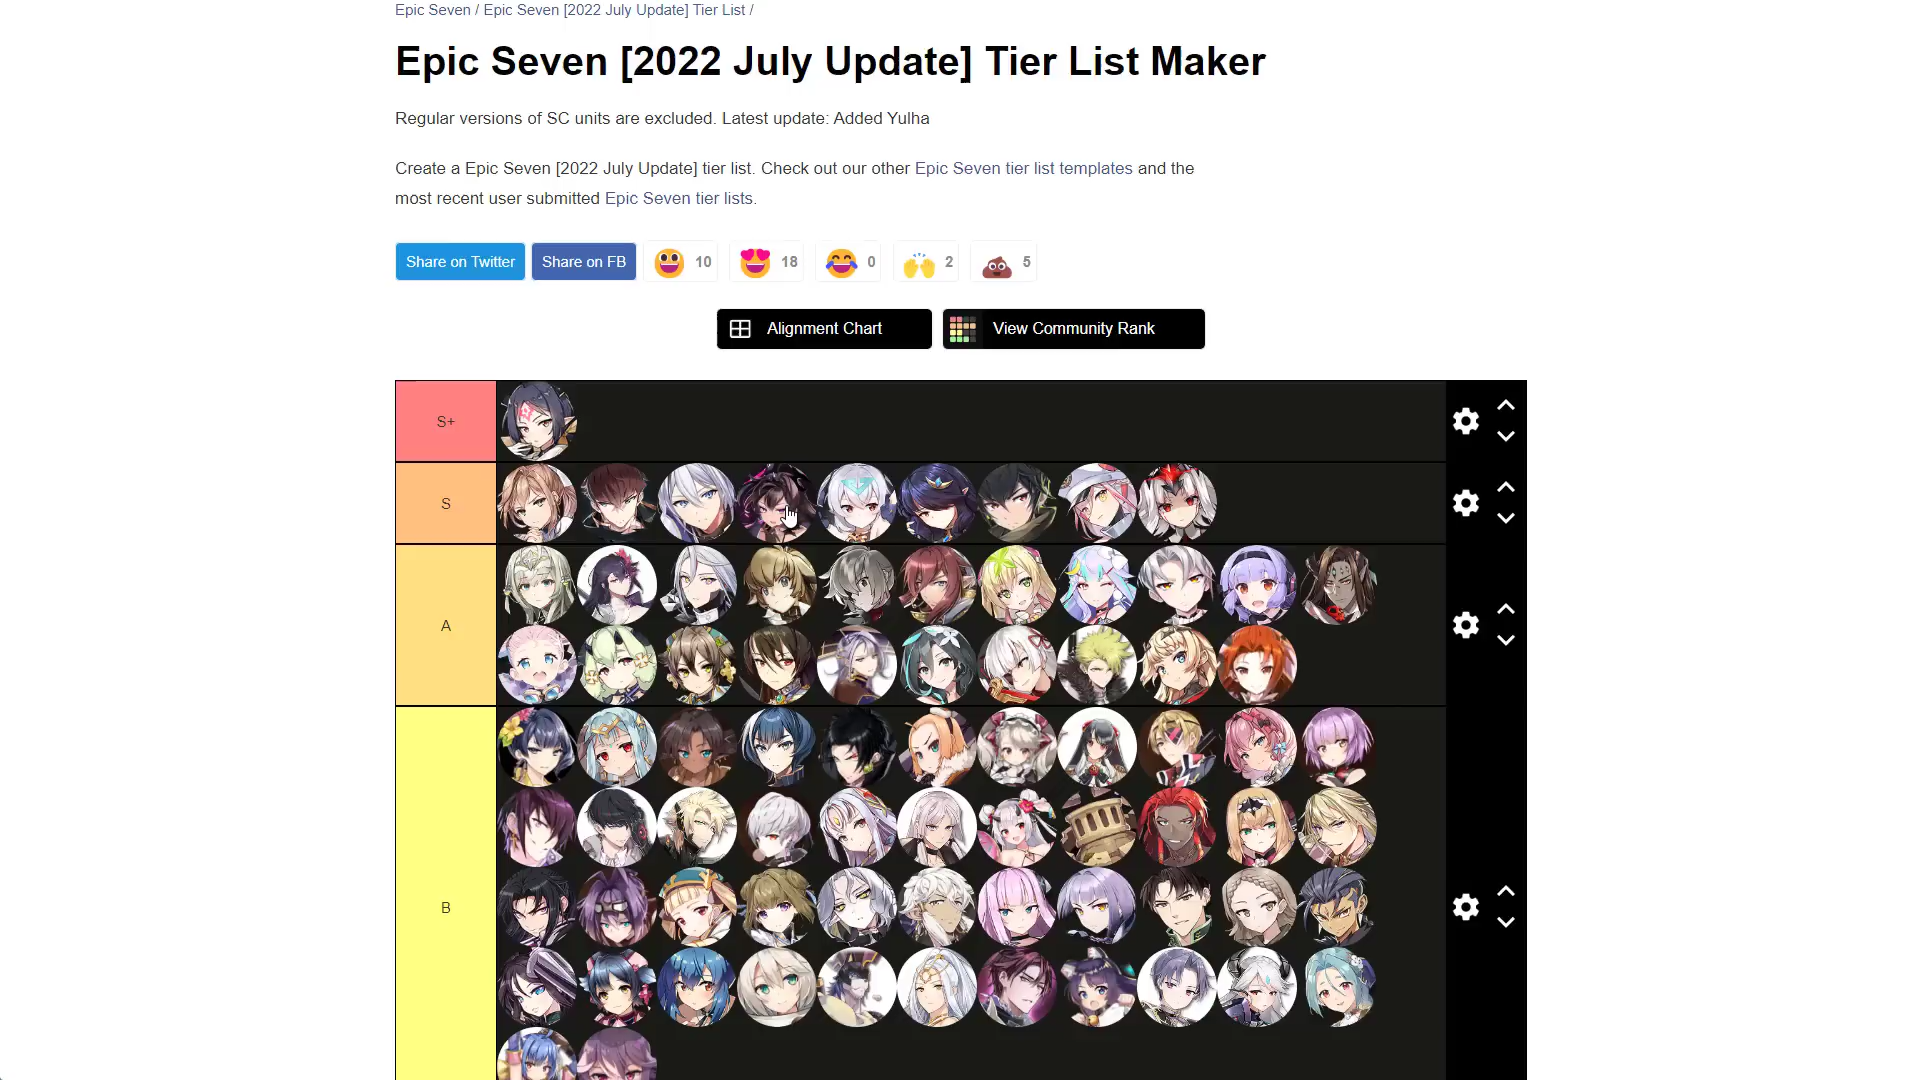 Epic Seven / Epic Seven [2022 July Update] Tier List /
Epic Seven [2022 July Update] Tier List Maker
Regular versions of SC units are excluded. Latest update: Added Yulha
Create a Epic Seven [2022 July Update] tier list. Check out our other Epic Seven tier list templates and the
most recent user submitted Epic Seven tier lists.
Share on Twitter Share on FB 10 18 0 2 5
Alignment Chart View Community Rank
S+
S
A
B